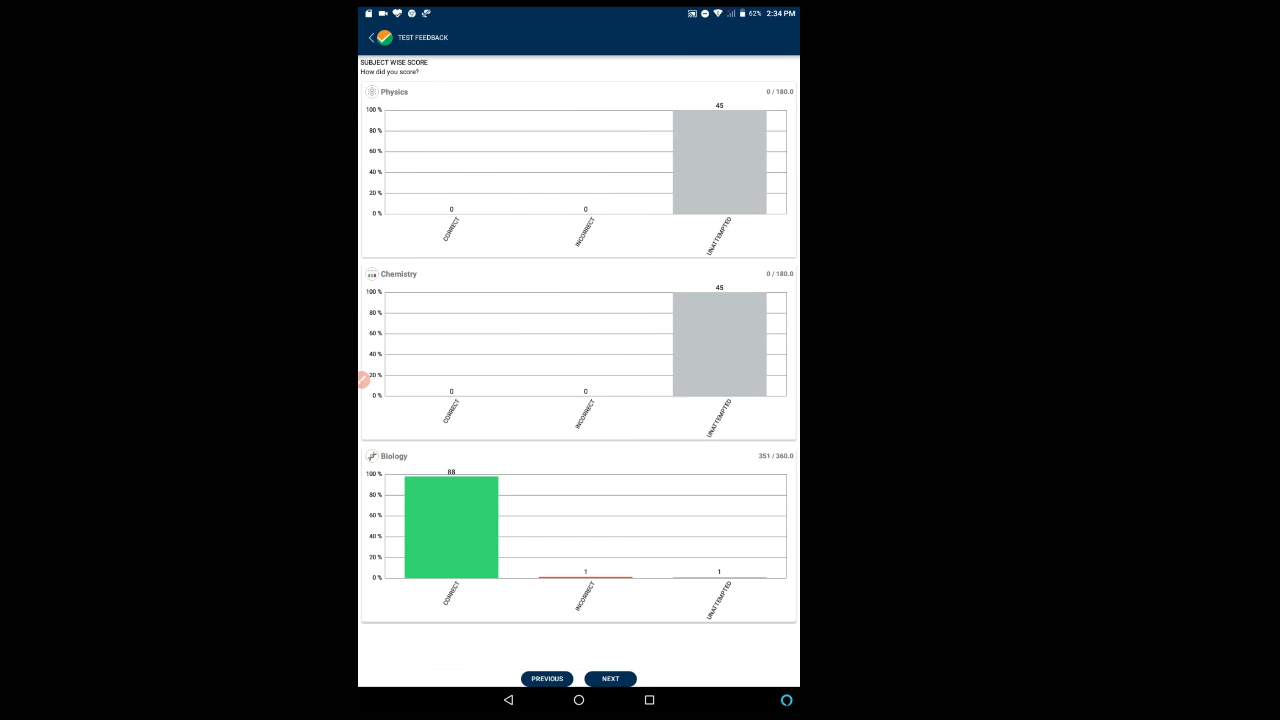 62% 2:34 PM
TEST FEEDBACK
SUBJECT WISE SCORE
How did you score?
Physics 0 / 180.0
45
100 %
80 %
60 %
40 %
20 %
0 %
0 0
CORRECT INCORRECT UNATTEMPTED
Chemistry 0 / 180.0
45
100 %
80 %
60 %
40 %
20 %
0 %
0 0
CORRECT INCORRECT UNATTEMPTED
Biology 351 / 360.0
88
100 %
80 %
60 %
40 %
20 %
0 %
1 1
CORRECT INCORRECT UNATTEMPTED
PREVIOUS NEXT